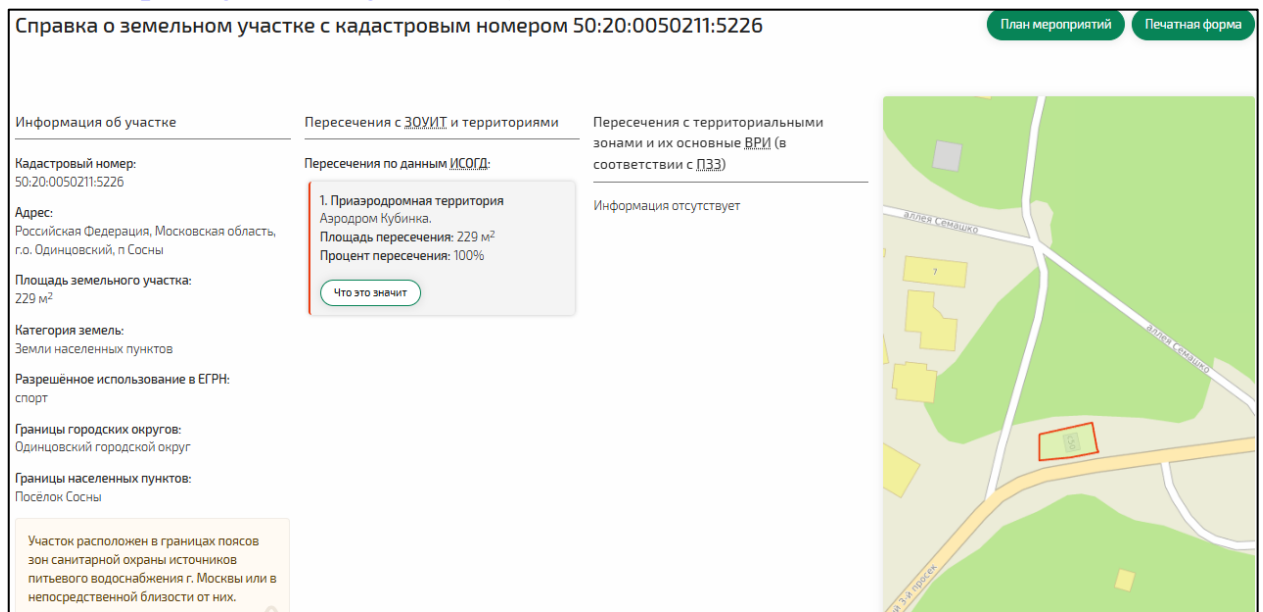 Справка о земельном участке с кадастровым номером 50:20:0050211:5226
План мероприятий
Печатная форма
Информация об участке
Кадастровый номер:
50:20:0050211:5226
Адрес:
Российская Федерация, Московская область,
г.о. Одинцовский, п Сосны
Площадь земельного участка:
229 м²
Категория земель:
Земли населенных пунктов
Разрешённое использование в ЕГРН:
спорт
Границы городских округов:
Одинцовский городской округ
Границы населенных пунктов:
Посёлок Сосны
Участок расположен в границах поясов
зон санитарной охраны источников
питьевого водоснабжения г. Москвы или в
непосредственной близости от них.
Пересечения с ЗОУИТ и территориями
Пересечения по данным ИСОГД:
1. Приаэродромная территория
Аэродром Кубинка.
Площадь пересечения: 229 м²
Процент пересечения: 100%
Что это значит
Пересечения с территориальными
зонами и их основные ВРИ (в
соответствии с ПЗЗ)
Информация отсутствует
аллея Семашко
7
аллея Семашко
с50
й 3-й просек